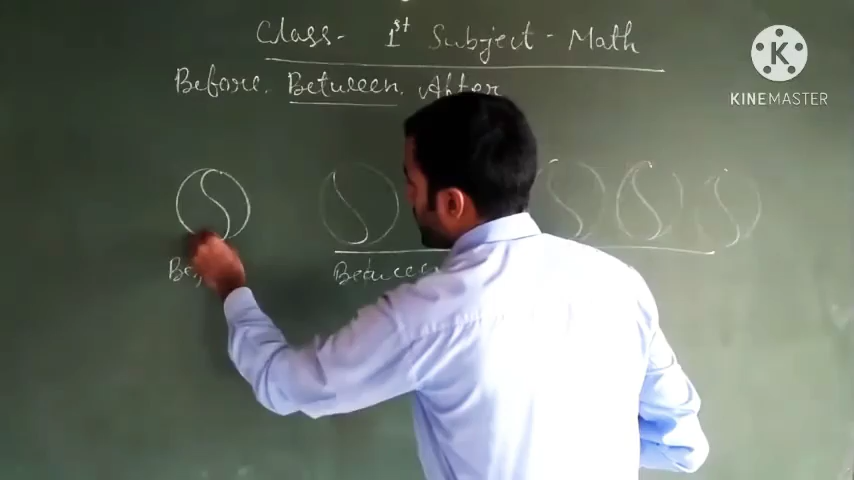 Class- 1st Subject - Math
Before. Between. After
Between
K
KINEMASTER